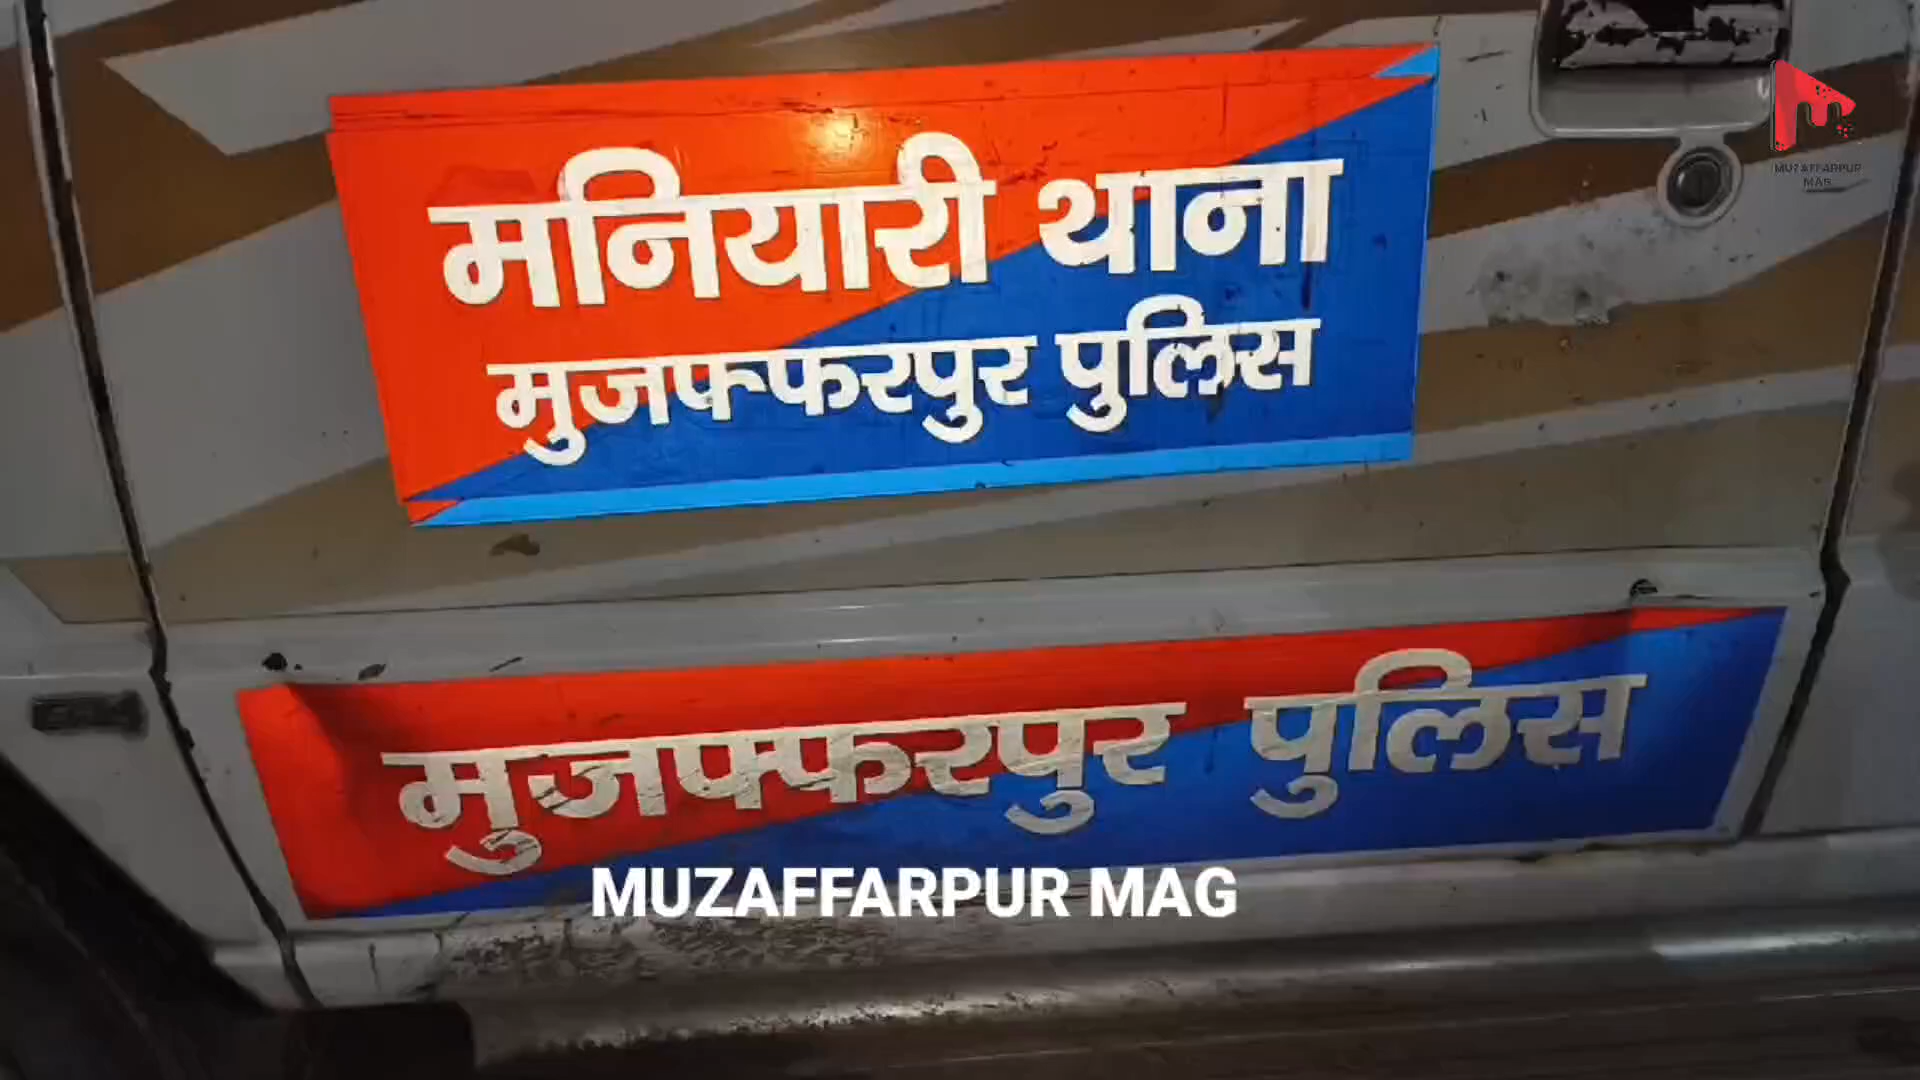 मनियारी थाना
मुजफ्फरपुर पुलिस
MUZAFFARPUR
MAG
मुजफ्फरपुर पुलिस
MUZAFFARPUR MAG